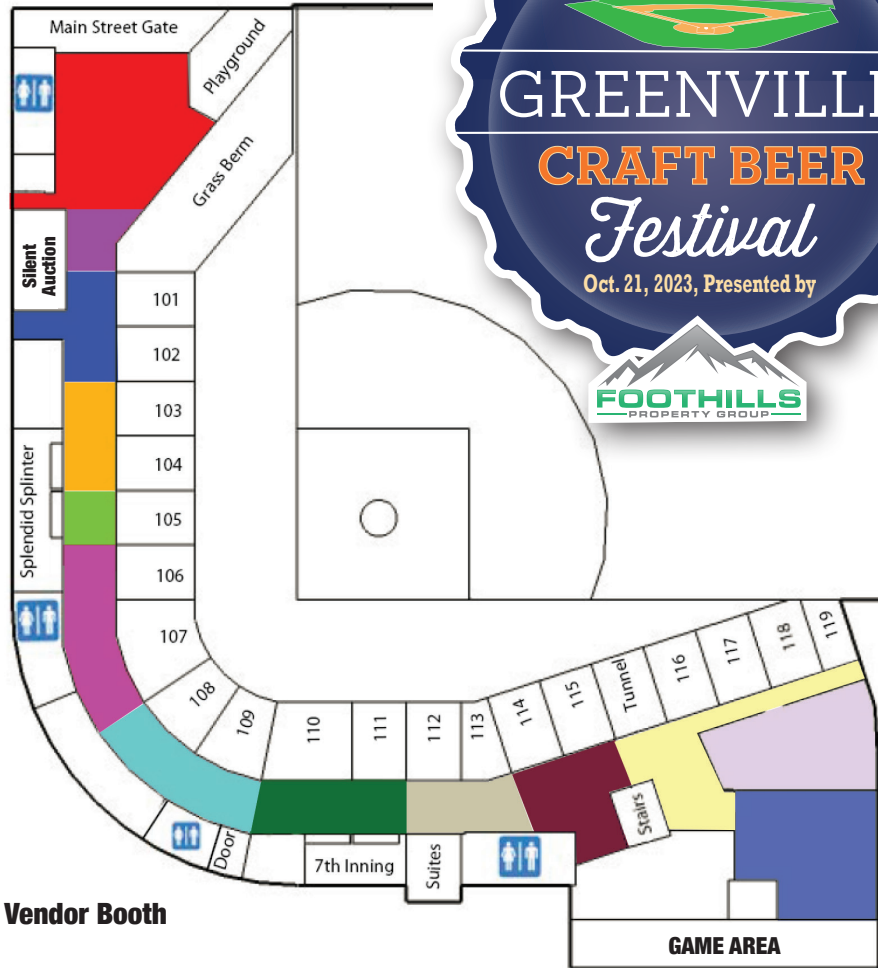 Main Street Gate
Playground
Grass Berm
GREENVILL
CRAFT BEER
Festival
Oct. 21, 2023, Presented by
FOOTHILLS
PROPERTY GROUP
Silent
Auction
101
102
103
104
105
106
107
108
109
110
111
112
113
114
115
Tunnel
116
117
118
119
Splendid Splinter
Door
7th Inning
Suites
Stairs
Vendor Booth
GAME AREA